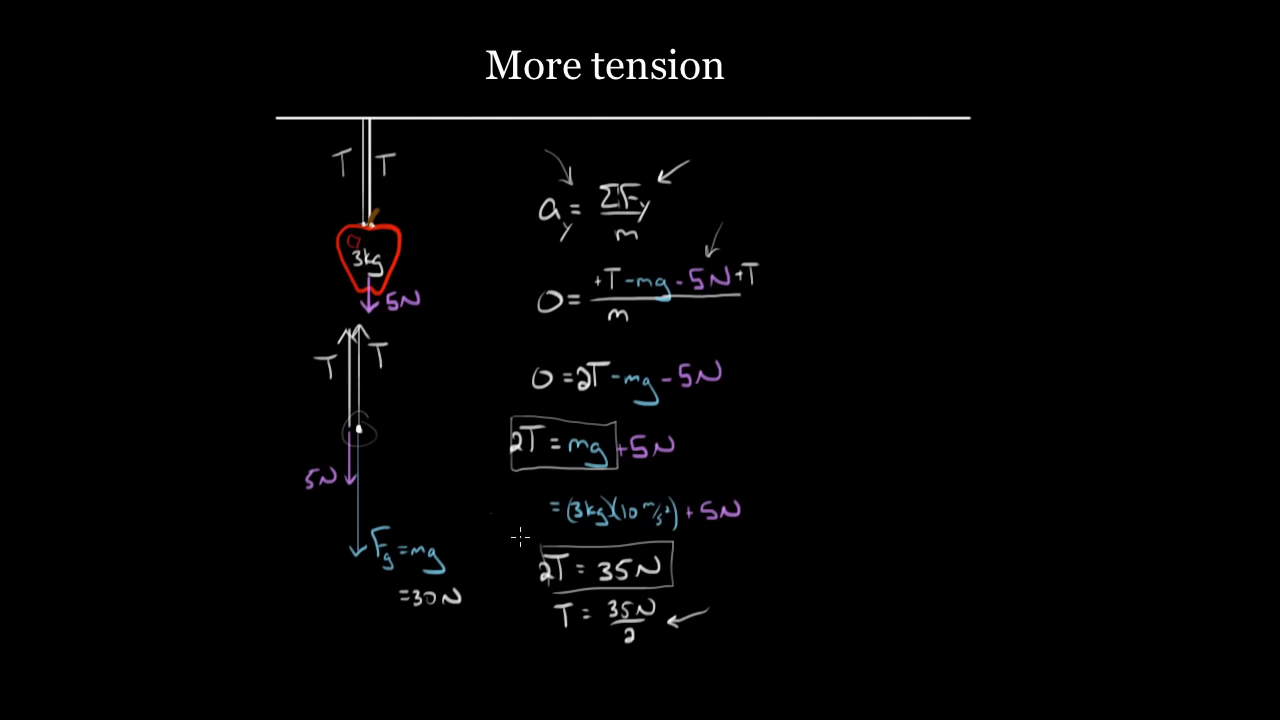 More tension
T T
3kg
5N
T T
5N
Fg = mg
= 30N
ay = ΣFy / m
0 = +T - mg - 5N + T / m
0 = 2T - mg - 5N
2T = mg + 5N
= (3kg)(10 m/s²) + 5N
2T = 35N
T = 35N / 2